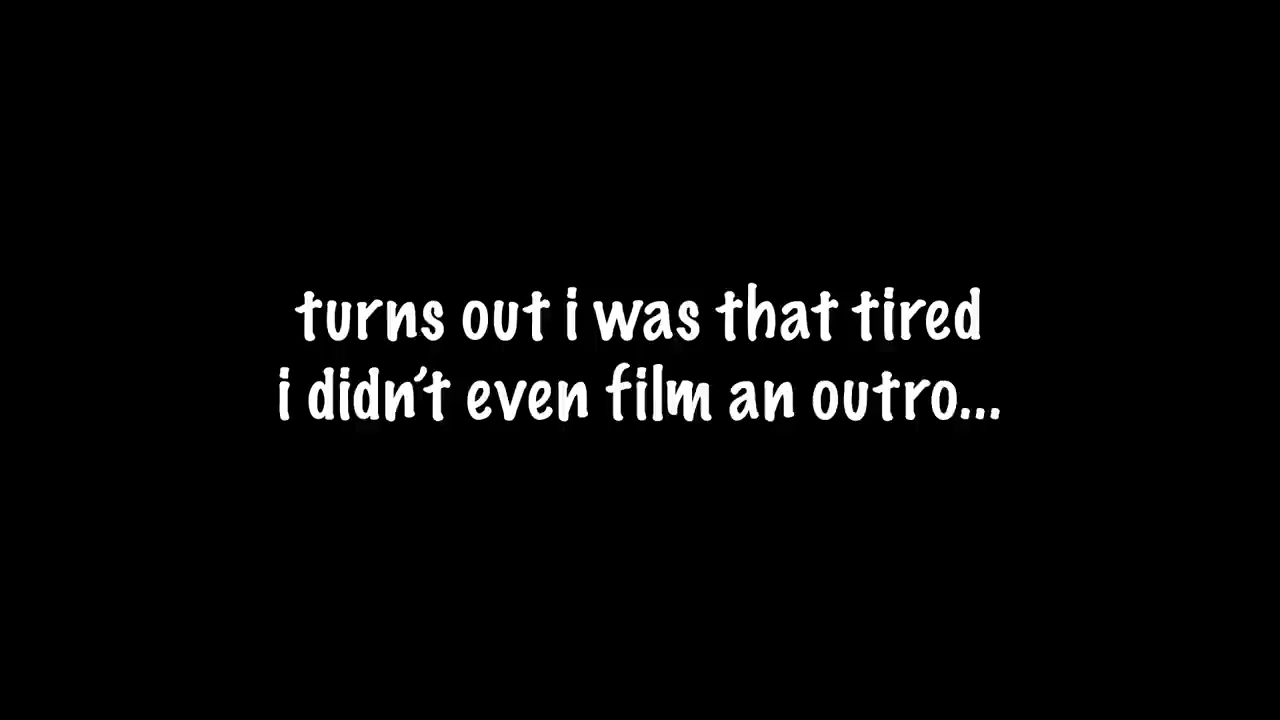 turns out i was that tired
i didn't even film an outro...